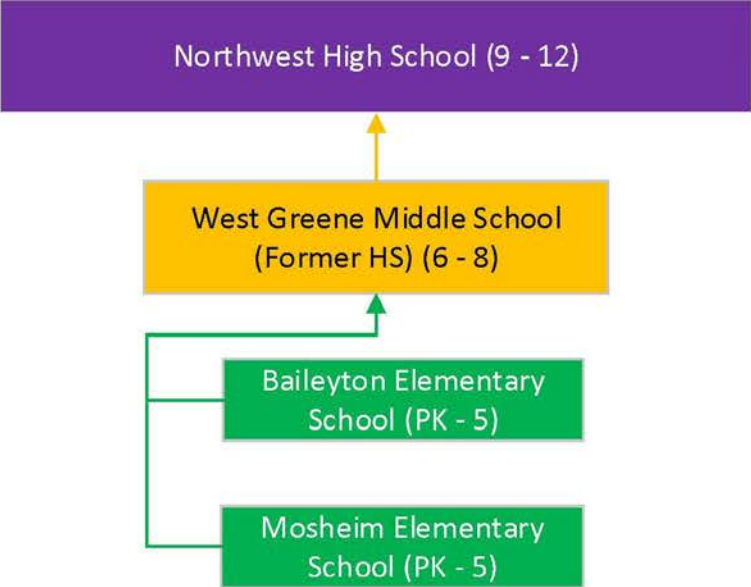 Northwest High School (9 - 12)
West Greene Middle School
(Former HS) (6 - 8)
Baileyton Elementary
School (PK - 5)
Mosheim Elementary
School (PK - 5)